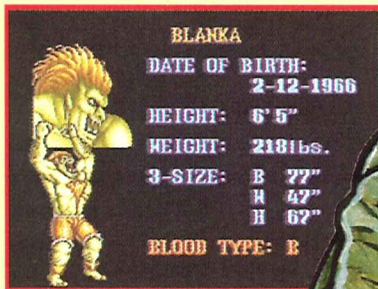 BLANKA
DATE OF BIRTH:
2-12-1966
HEIGHT: 6'5"
WEIGHT: 218lbs.
3-SIZE: B 77"
W 47"
H 67"
BLOOD TYPE: B